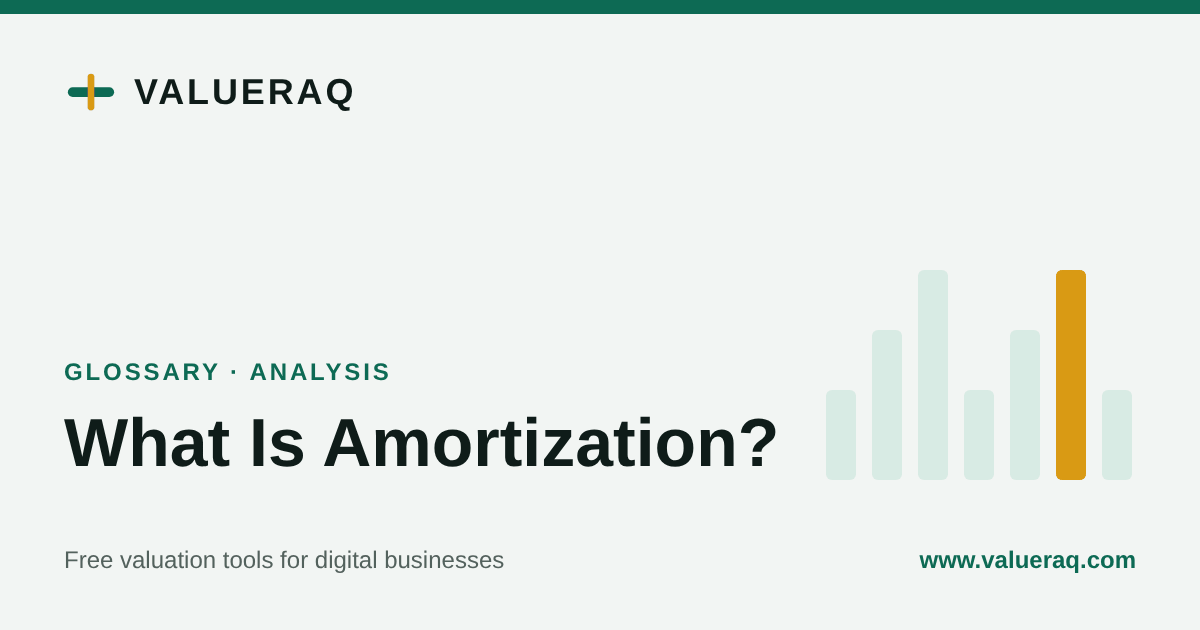 VALUERAQ
GLOSSARY · ANALYSIS
What Is Amortization?
Free valuation tools for digital businesses
www.valueraq.com